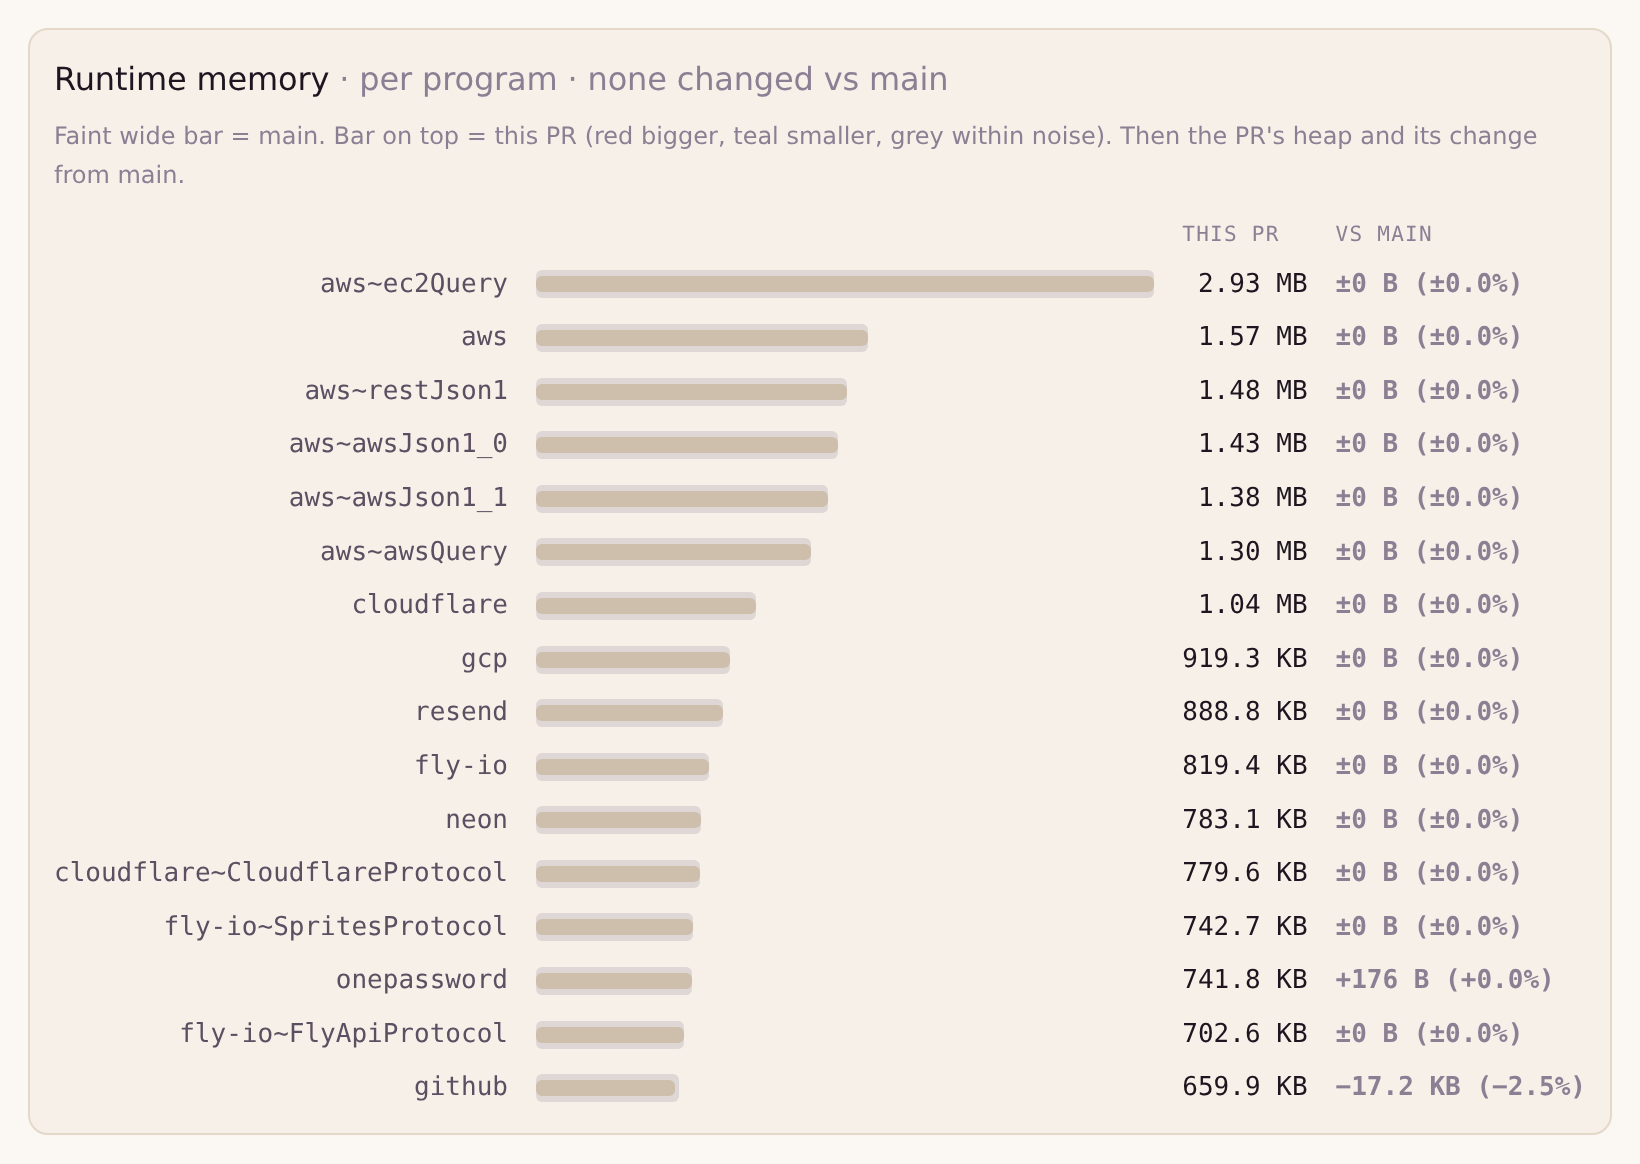 Runtime memory · per program · none changed vs main
Faint wide bar = main. Bar on top = this PR (red bigger, teal smaller, grey within noise). Then the PR's heap and its change
from main.
THIS PR VS MAIN
aws~ec2Query 2.93 MB ±0 B (±0.0%)
aws 1.57 MB ±0 B (±0.0%)
aws~restJson1 1.48 MB ±0 B (±0.0%)
aws~awsJson1_0 1.43 MB ±0 B (±0.0%)
aws~awsJson1_1 1.38 MB ±0 B (±0.0%)
aws~awsQuery 1.30 MB ±0 B (±0.0%)
cloudflare 1.04 MB ±0 B (±0.0%)
gcp 919.3 KB ±0 B (±0.0%)
resend 888.8 KB ±0 B (±0.0%)
fly-io 819.4 KB ±0 B (±0.0%)
neon 783.1 KB ±0 B (±0.0%)
cloudflare~CloudflareProtocol 779.6 KB ±0 B (±0.0%)
fly-io~SpritesProtocol 742.7 KB ±0 B (±0.0%)
onepassword 741.8 KB +176 B (+0.0%)
fly-io~FlyApiProtocol 702.6 KB ±0 B (±0.0%)
github 659.9 KB −17.2 KB (−2.5%)